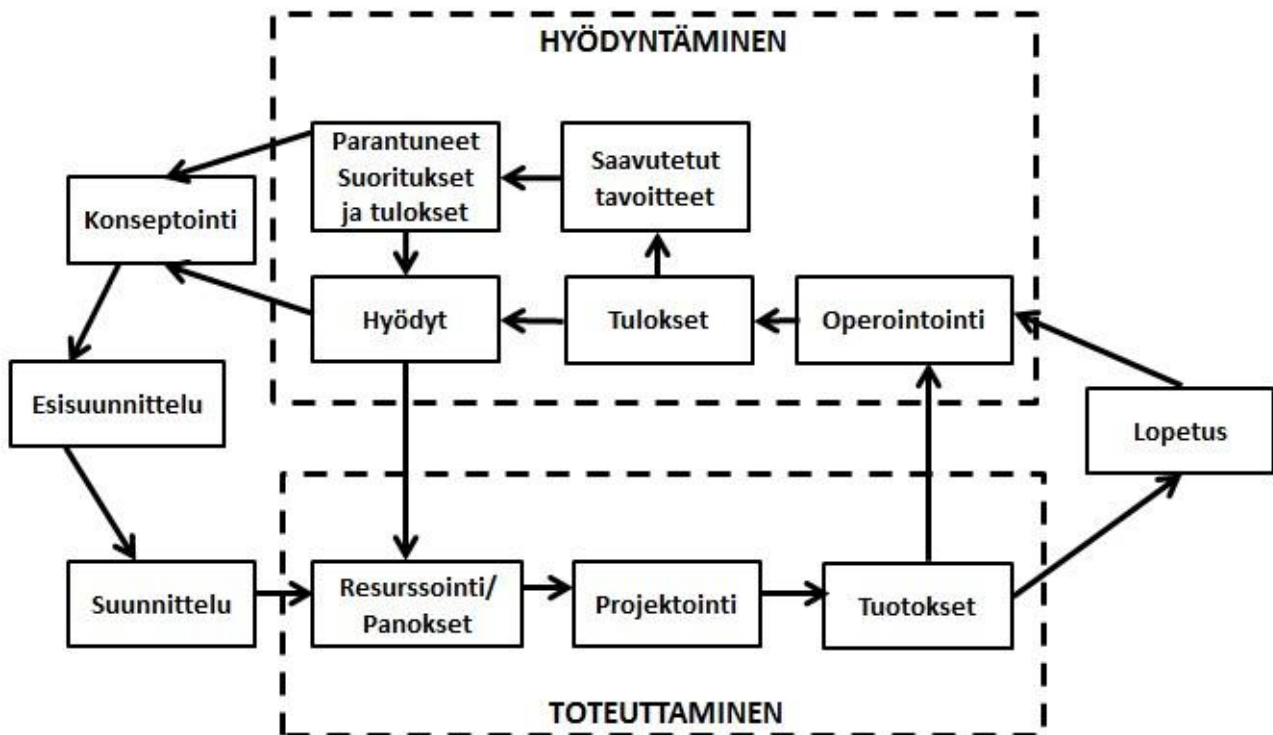 HYÖDYNTÄMINEN
Parantuneet
Suoritukset
ja tulokset
Saavutetut
tavoitteet
Konseptointi
Hyödyt
Tulokset
Operointointi
Esisuunnittelu
Lopetus
Suunnittelu
Resurssointi/
Panokset
Projektointi
Tuotokset
TOTEUTTAMINEN